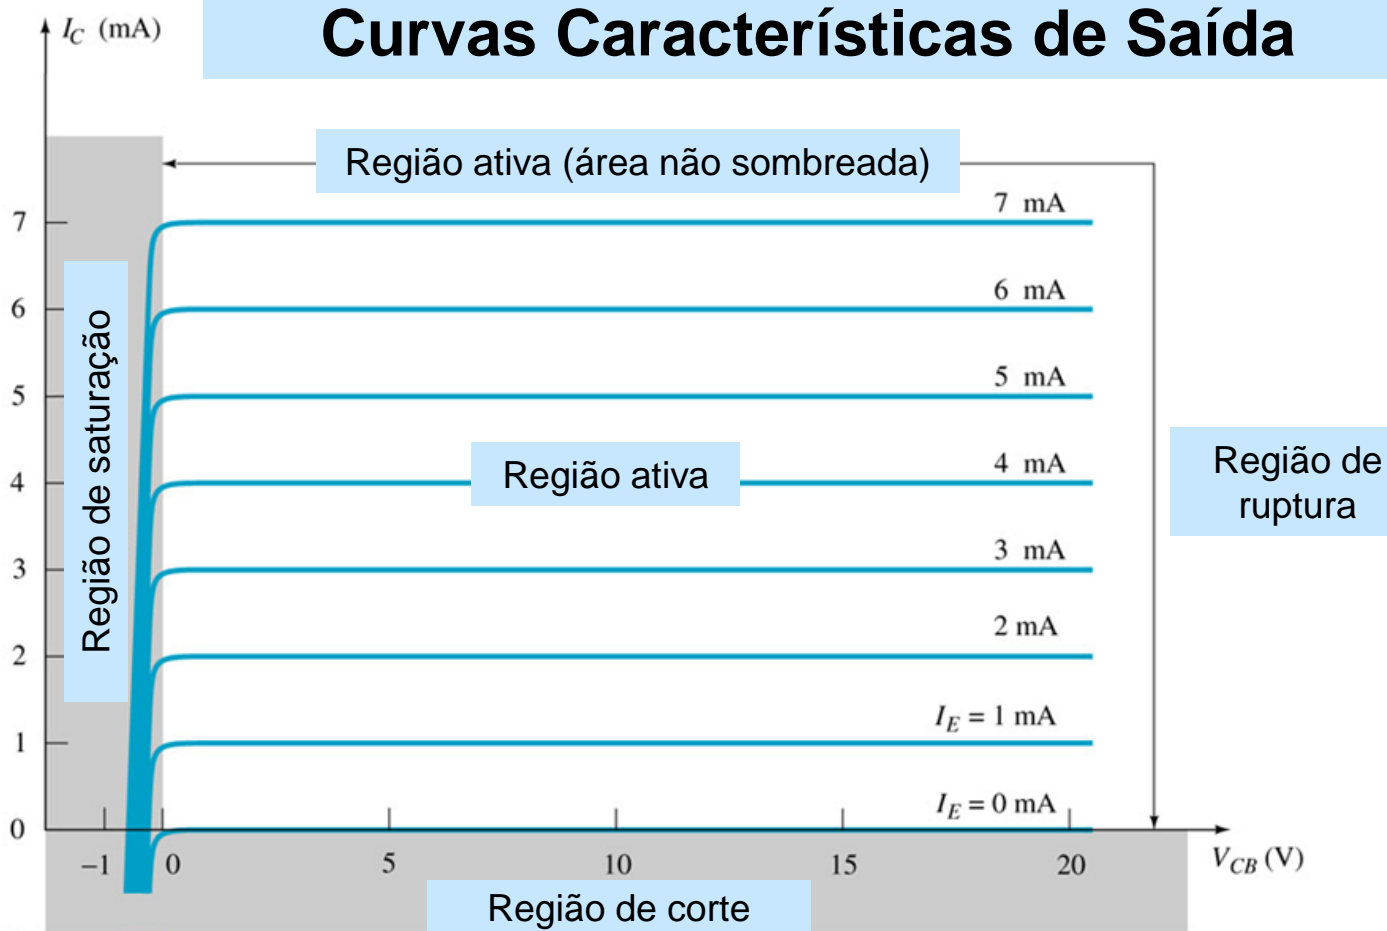 Curvas Características de Saída
I_C (mA)
Região ativa (área não sombreada)
7 mA
7
6 mA
6
5 mA
5
Região de saturação
Região ativa
4 mA
4
Região de
ruptura
3 mA
3
2 mA
2
I_E = 1 mA
1
I_E = 0 mA
0
−1 0 5 10 15 20
V_CB (V)
Região de corte